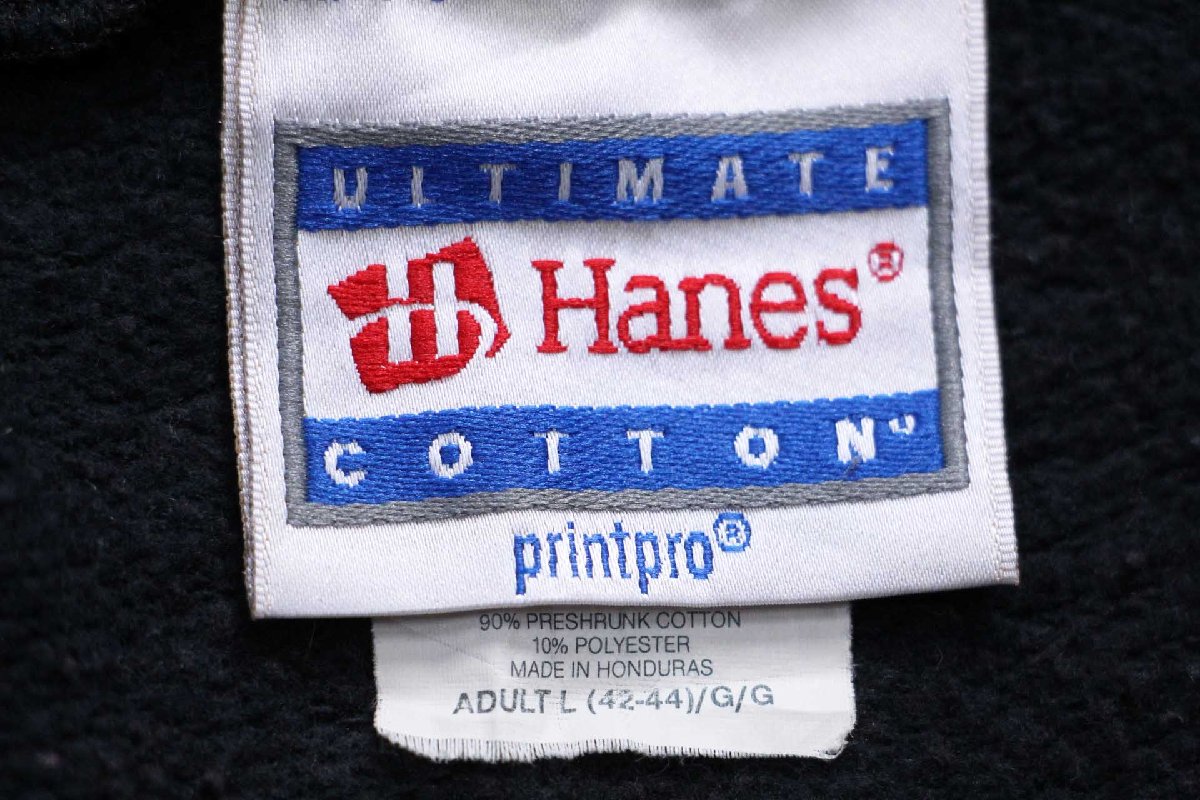 ULTIMATE
Hanes®
COTTON
printpro®
90% PRESHRUNK COTTON
10% POLYESTER
MADE IN HONDURAS
ADULT L (42-44)/G/G